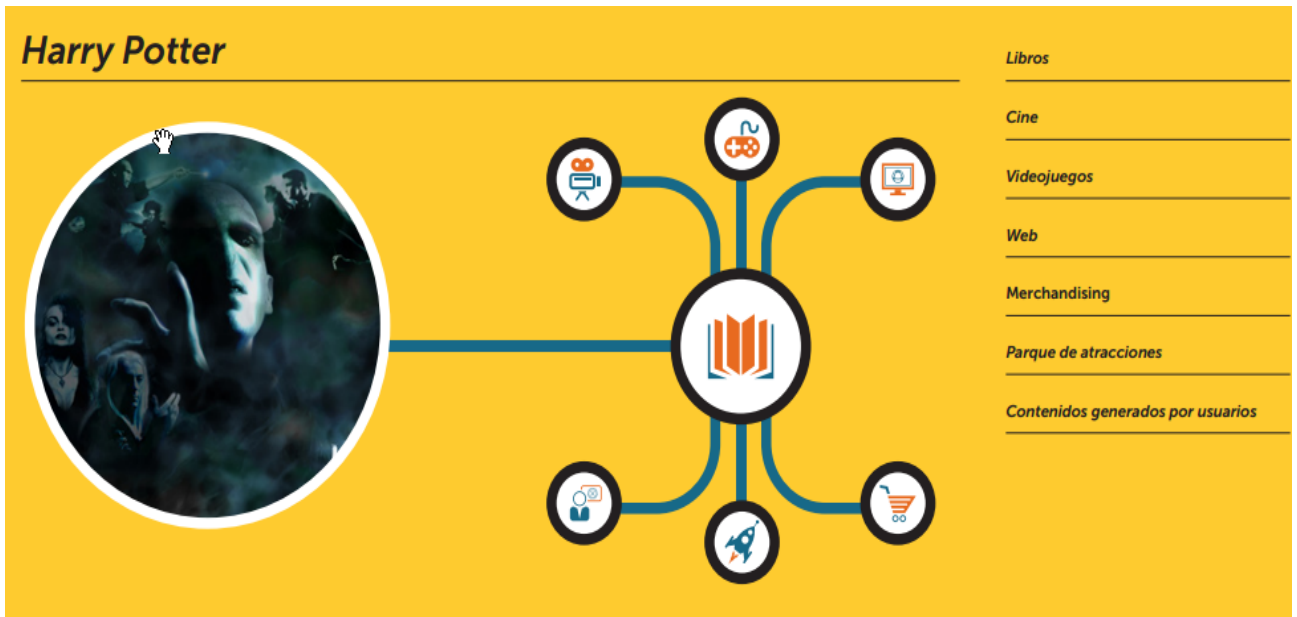 Harry Potter
Libros
Cine
Videojuegos
Web
Merchandising
Parque de atracciones
Contenidos generados por usuarios